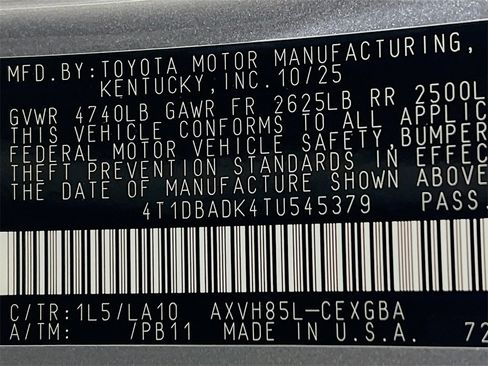 MFD.BY:TOYOTA MOTOR MANUFACTURING,
KENTUCKY,INC.10/25
GVWR 4740LB GAWR FR 2625LB RR 2500L
THIS VEHICLE CONFORMS TO ALL APPLIC
FEDERAL MOTOR VEHICLE SAFETY,BUMPER
THEFT PREVENTION STANDARDS IN EFFEC
THE DATE OF MANUFACTURE SHOWN ABOVE
4T1DBADK4TU545379 PASS.
C/TR:1L5/LA10 AXVH85L-CEXGBA
A/TM: /PB11 MADE IN U.S.A. 72